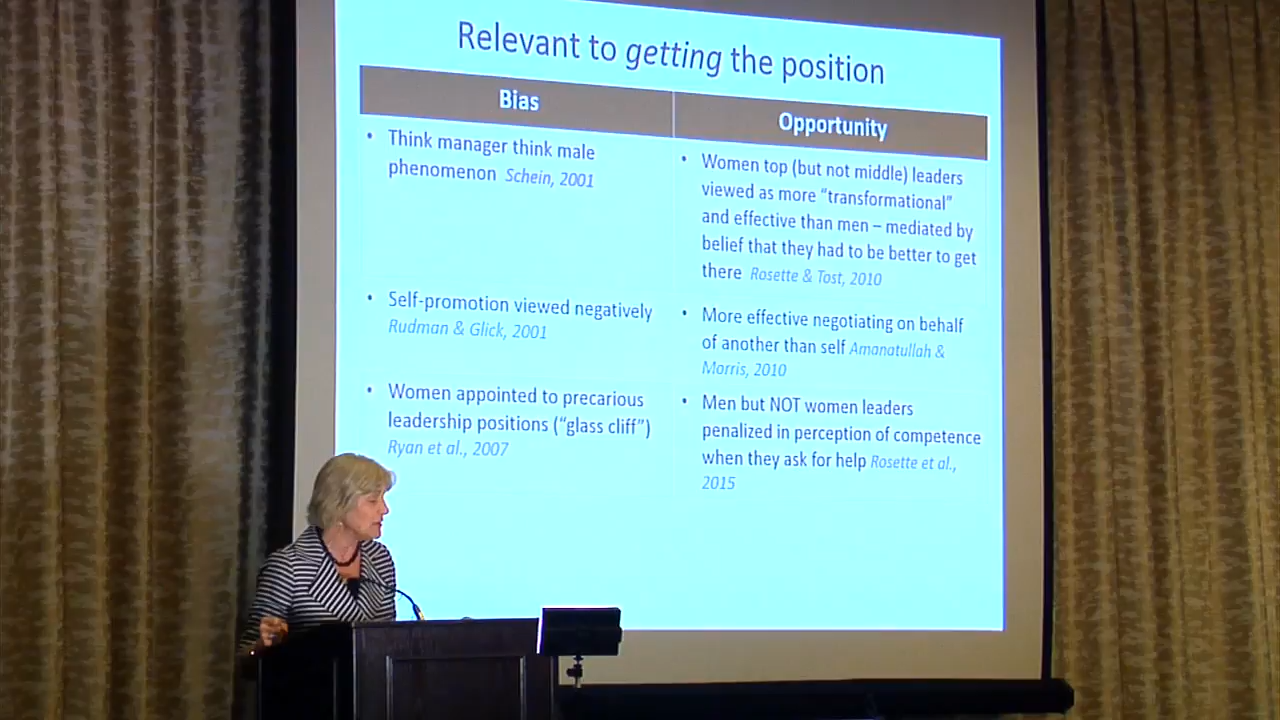 Relevant to getting the position
Bias
Opportunity
• Think manager think male
phenomenon Schein, 2001
• Women top (but not middle) leaders
viewed as more “transformational”
and effective than men – mediated by
belief that they had to be better to get
there Rosette & Tost, 2010
• Self-promotion viewed negatively
Rudman & Glick, 2001
• More effective negotiating on behalf
of another than self Amanatullah &
Morris, 2010
• Women appointed to precarious
leadership positions (“glass cliff”)
Ryan et al., 2007
• Men but NOT women leaders
penalized in perception of competence
when they ask for help Rosette et al.,
2015